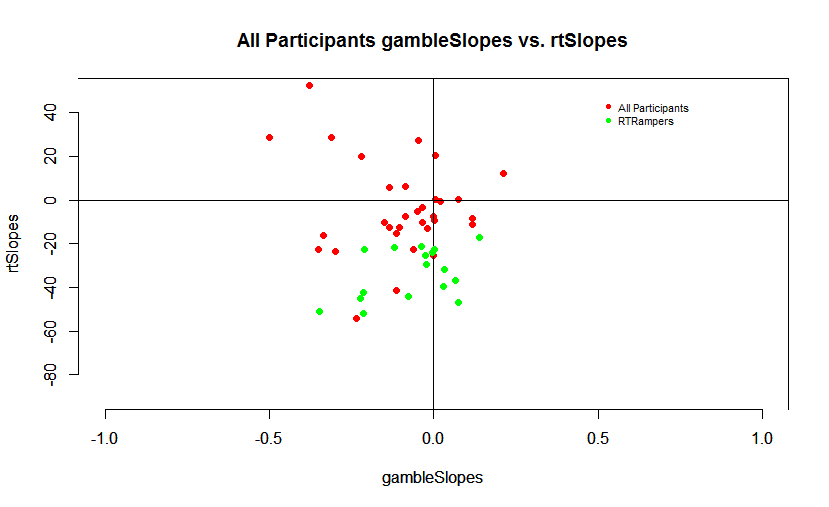 All Participants gambleSlopes vs. rtSlopes
All Participants
RTRampers
rtSlopes
40
20
0
-20
-40
-60
-80
-1.0 -0.5 0.0 0.5 1.0
gambleSlopes